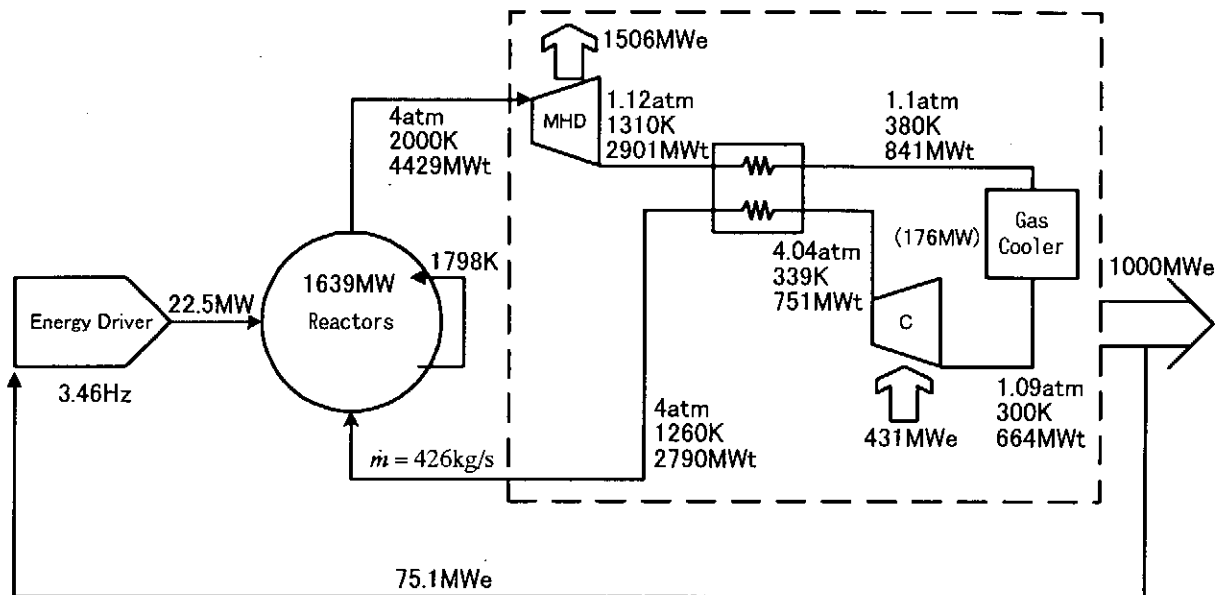 1506MWe
MHD
4atm
2000K
4429MWt
1.12atm
1310K
2901MWt
1.1atm
380K
841MWt
Gas
Cooler
(176MW)
4.04atm
339K
751MWt
C
1.09atm
300K
664MWt
431MWe
4atm
1260K
2790MWt
1000MWe
1798K
1639MW
Reactors
22.5MW
Energy Driver
3.46Hz
ṁ = 426kg/s
75.1MWe